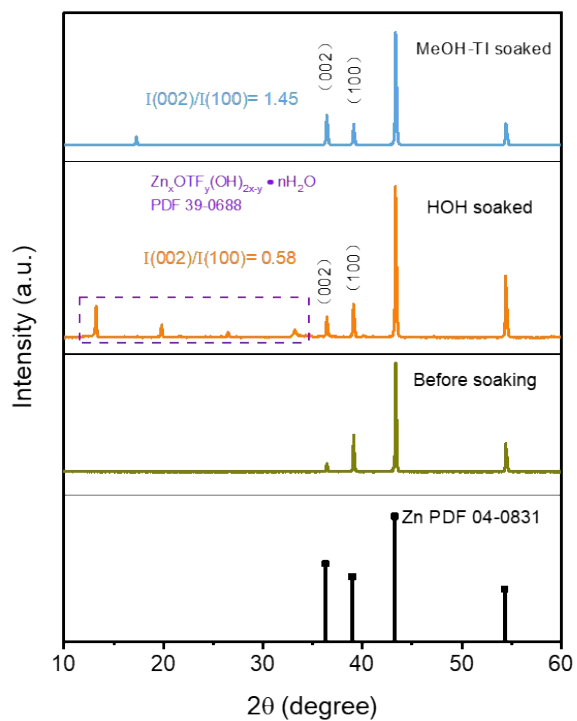 MeOH-TI soaked
I(002)/I(100)= 1.45
(002)
(100)
ZnₓOTFᵧ(OH)₂ₓ₋ᵧ • nH₂O
PDF 39-0688
HOH soaked
I(002)/I(100)= 0.58
(002)
(100)
Before soaking
Zn PDF 04-0831
Intensity (a.u.)
10 20 30 40 50 60
2θ (degree)